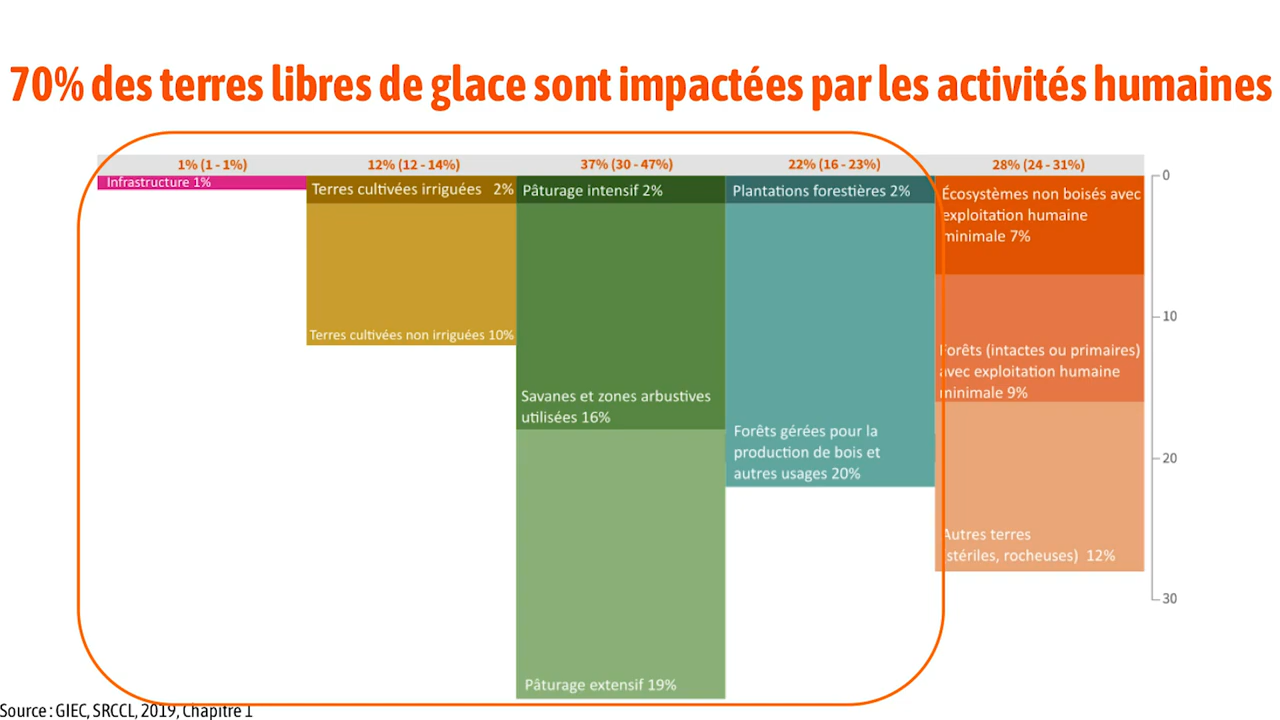 70% des terres libres de glace sont impactées par les activités humaines
1% (1 - 1%)
12% (12 - 14%)
37% (30 - 47%)
22% (16 - 23%)
28% (24 - 31%)
Infrastructure 1%
Terres cultivées irriguées 2%
Terres cultivées non irriguées 10%
Pâturage intensif 2%
Savanes et zones arbustives
utilisées 16%
Pâturage extensif 19%
Plantations forestières 2%
Forêts gérées pour la
production de bois et
autres usages 20%
Écosystèmes non boisés avec
exploitation humaine
minimale 7%
Forêts (intactes ou primaires)
avec exploitation humaine
minimale 9%
Autres terres
(stériles, rocheuses) 12%
0
10
20
30
Source : GIEC, SRCCL, 2019, Chapitre 1